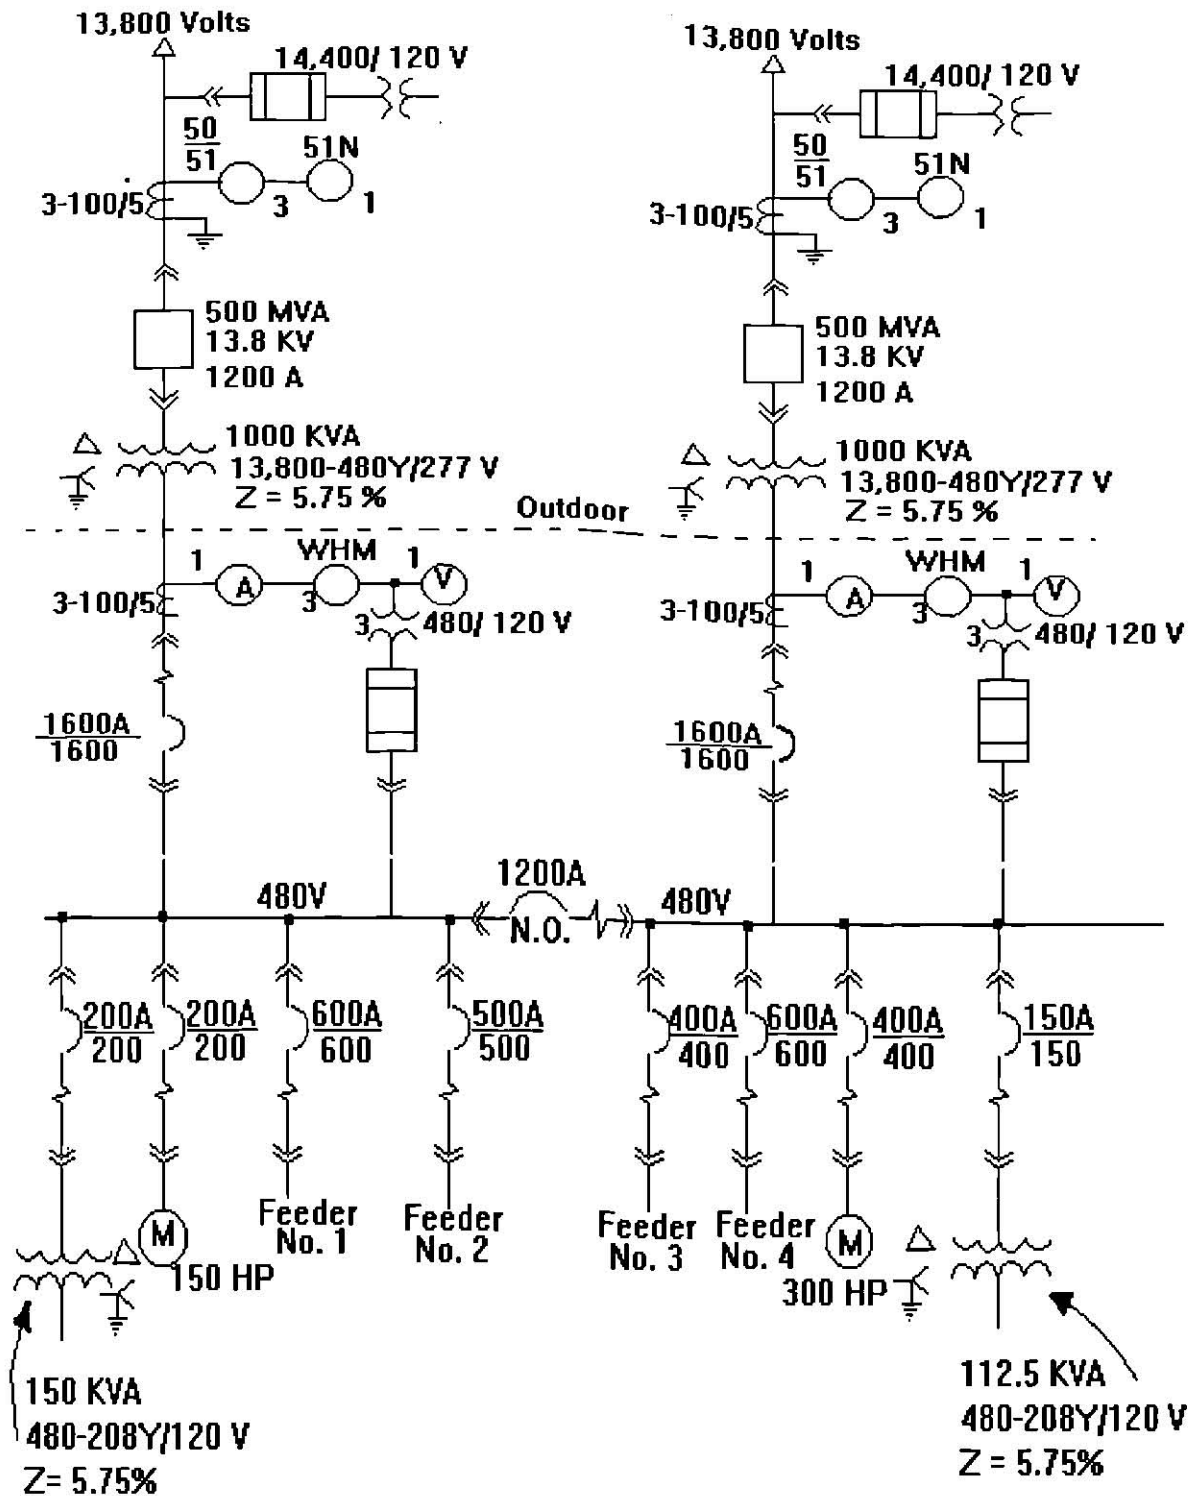 13,800 Volts
14,400/ 120 V
50
51
51N
3-100/5
3
1
500 MVA
13.8 KV
1200 A
1000 KVA
13,800-480Y/277 V
Z = 5.75 %
13,800 Volts
14,400/ 120 V
50
51
51N
3-100/5
3
1
500 MVA
13.8 KV
1200 A
1000 KVA
13,800-480Y/277 V
Z = 5.75 %
Outdoor
1
A
WHM
3
1
V
3-100/5
3
480/ 120 V
1600A
1600
1
A
WHM
3
1
V
3-100/5
3
480/ 120 V
1600A
1600
480V
1200A
N.O.
480V
200A
200
200A
200
600A
600
500A
500
400A
400
600A
600
400A
400
150A
150
M
150 HP
Feeder
No. 1
Feeder
No. 2
Feeder
No. 3
Feeder
No. 4
M
300 HP
150 KVA
480-208Y/120 V
Z= 5.75%
112.5 KVA
480-208Y/120 V
Z = 5.75%